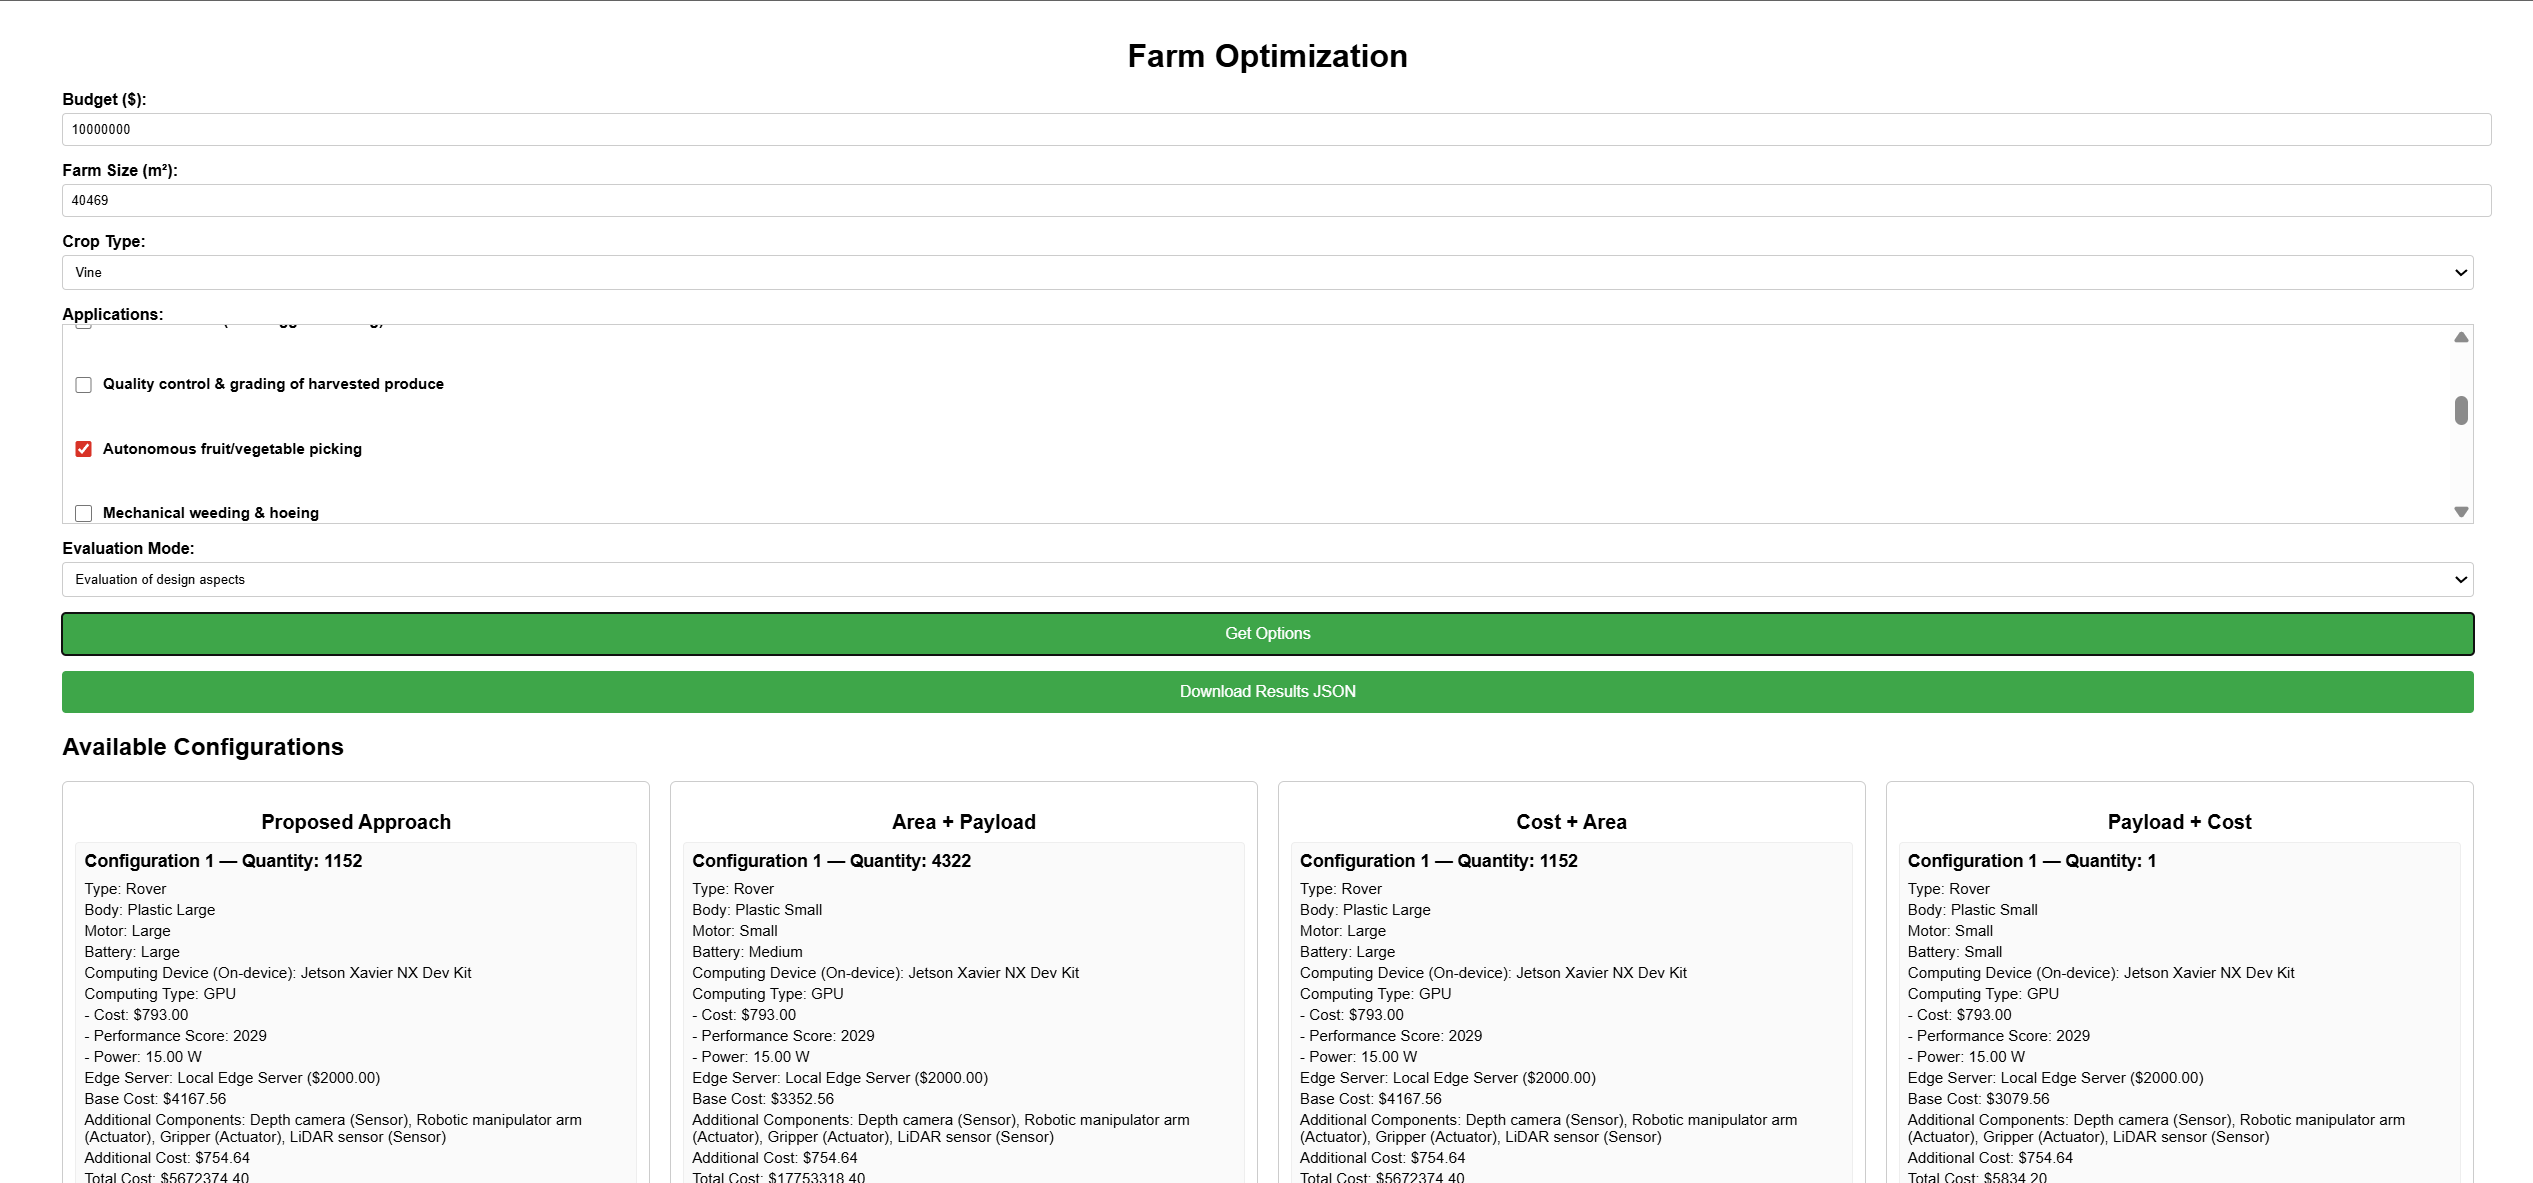 Farm Optimization
Budget ($):
10000000
Farm Size (m²):
40469
Crop Type:
Vine
Applications:
Quality control & grading of harvested produce
Autonomous fruit/vegetable picking
Mechanical weeding & hoeing
Evaluation Mode:
Evaluation of design aspects
Get Options
Download Results JSON
Available Configurations
Proposed Approach
Configuration 1 — Quantity: 1152
Type: Rover
Body: Plastic Large
Motor: Large
Battery: Large
Computing Device (On-device): Jetson Xavier NX Dev Kit
Computing Type: GPU
- Cost: $793.00
- Performance Score: 2029
- Power: 15.00 W
Edge Server: Local Edge Server ($2000.00)
Base Cost: $4167.56
Additional Components: Depth camera (Sensor), Robotic manipulator arm
(Actuator), Gripper (Actuator), LiDAR sensor (Sensor)
Additional Cost: $754.64
Total Cost: $5672374.40
Area + Payload
Configuration 1 — Quantity: 4322
Type: Rover
Body: Plastic Small
Motor: Small
Battery: Medium
Computing Device (On-device): Jetson Xavier NX Dev Kit
Computing Type: GPU
- Cost: $793.00
- Performance Score: 2029
- Power: 15.00 W
Edge Server: Local Edge Server ($2000.00)
Base Cost: $3352.56
Additional Components: Depth camera (Sensor), Robotic manipulator arm
(Actuator), Gripper (Actuator), LiDAR sensor (Sensor)
Additional Cost: $754.64
Total Cost: $17753318.40
Cost + Area
Configuration 1 — Quantity: 1152
Type: Rover
Body: Plastic Large
Motor: Large
Battery: Large
Computing Device (On-device): Jetson Xavier NX Dev Kit
Computing Type: GPU
- Cost: $793.00
- Performance Score: 2029
- Power: 15.00 W
Edge Server: Local Edge Server ($2000.00)
Base Cost: $4167.56
Additional Components: Depth camera (Sensor), Robotic manipulator arm
(Actuator), Gripper (Actuator), LiDAR sensor (Sensor)
Additional Cost: $754.64
Total Cost: $5672374.40
Payload + Cost
Configuration 1 — Quantity: 1
Type: Rover
Body: Plastic Small
Motor: Small
Battery: Small
Computing Device (On-device): Jetson Xavier NX Dev Kit
Computing Type: GPU
- Cost: $793.00
- Performance Score: 2029
- Power: 15.00 W
Edge Server: Local Edge Server ($2000.00)
Base Cost: $3079.56
Additional Components: Depth camera (Sensor), Robotic manipulator arm
(Actuator), Gripper (Actuator), LiDAR sensor (Sensor)
Additional Cost: $754.64
Total Cost: $5834.20